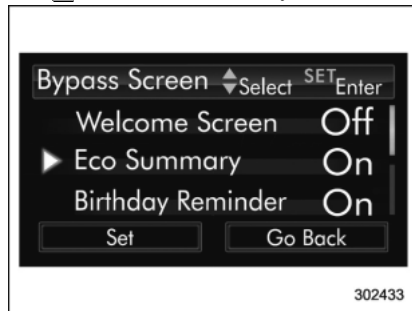 Bypass Screen Select SET Enter
Welcome Screen Off
Eco Summary On
Birthday Reminder On
Set Go Back
302433